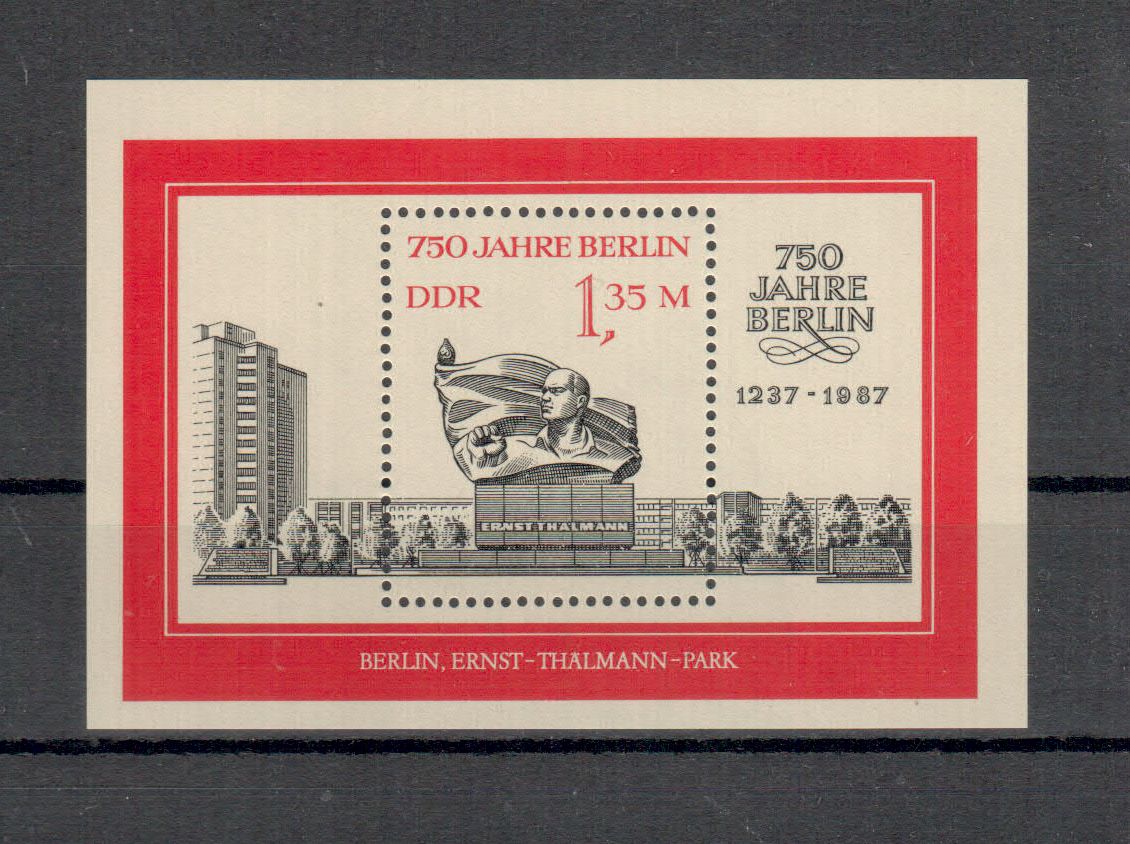 750 JAHRE BERLIN
DDR 1,35 M
ERNST THÄLMANN
750
JAHRE
BERLIN
1237-1987
BERLIN, ERNST-THÄLMANN-PARK